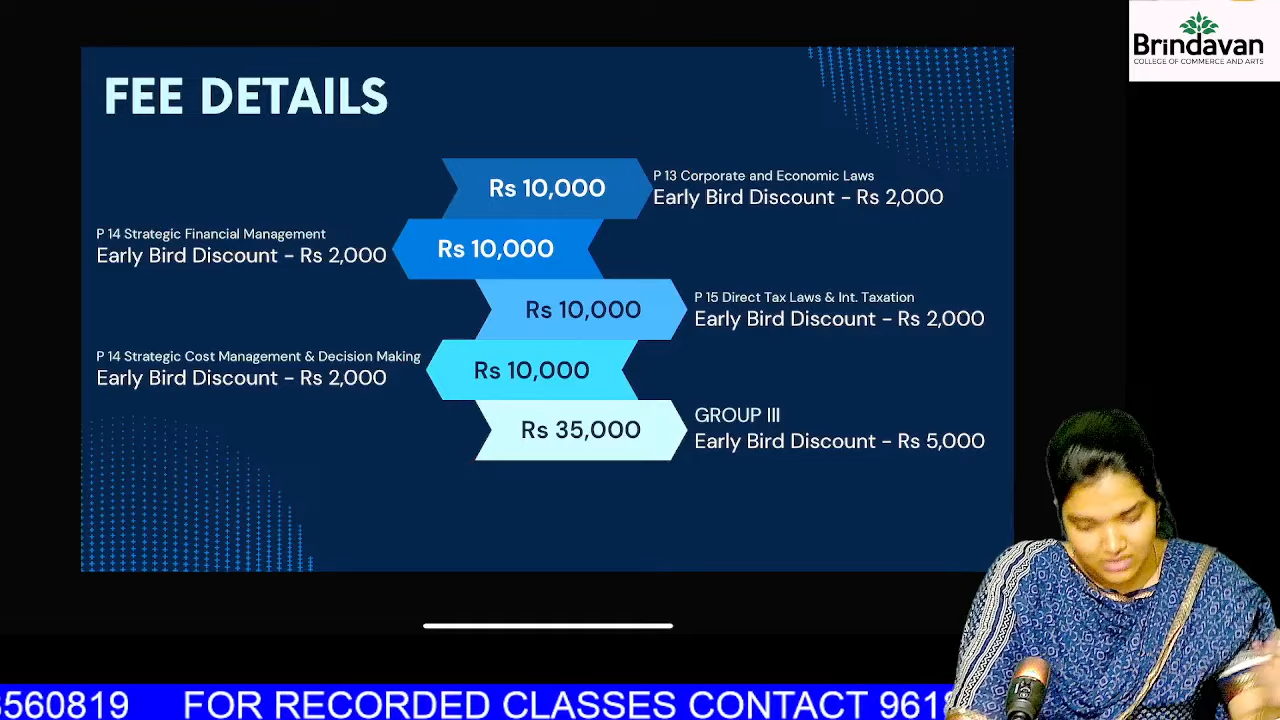 Brindavan
COLLEGE OF COMMERCE AND ARTS
FEE DETAILS
Rs 10,000
P 13 Corporate and Economic Laws
Early Bird Discount - Rs 2,000
P 14 Strategic Financial Management
Early Bird Discount - Rs 2,000
Rs 10,000
Rs 10,000
P 15 Direct Tax Laws & Int. Taxation
Early Bird Discount - Rs 2,000
P 14 Strategic Cost Management & Decision Making
Early Bird Discount - Rs 2,000
Rs 10,000
Rs 35,000
GROUP III
Early Bird Discount - Rs 5,000
560819 FOR RECORDED CLASSES CONTACT 961